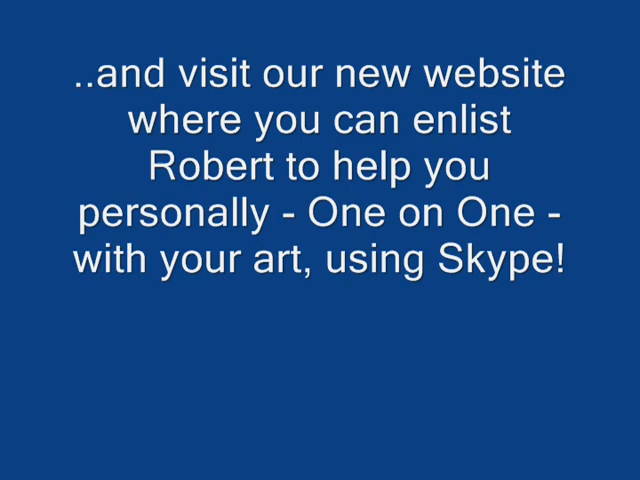 ..and visit our new website
where you can enlist
Robert to help you
personally - One on One -
with your art, using Skype!